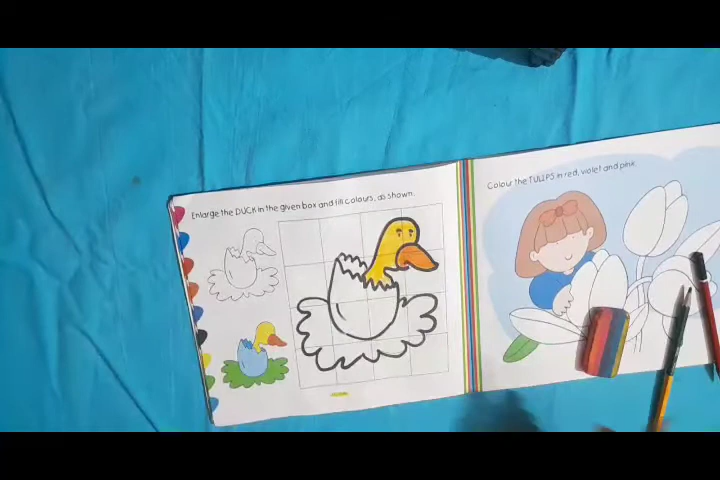 Enlarge the DUCK in the given box and fill colours, as shown.
Colour the TULIPS in red, violet and pink.